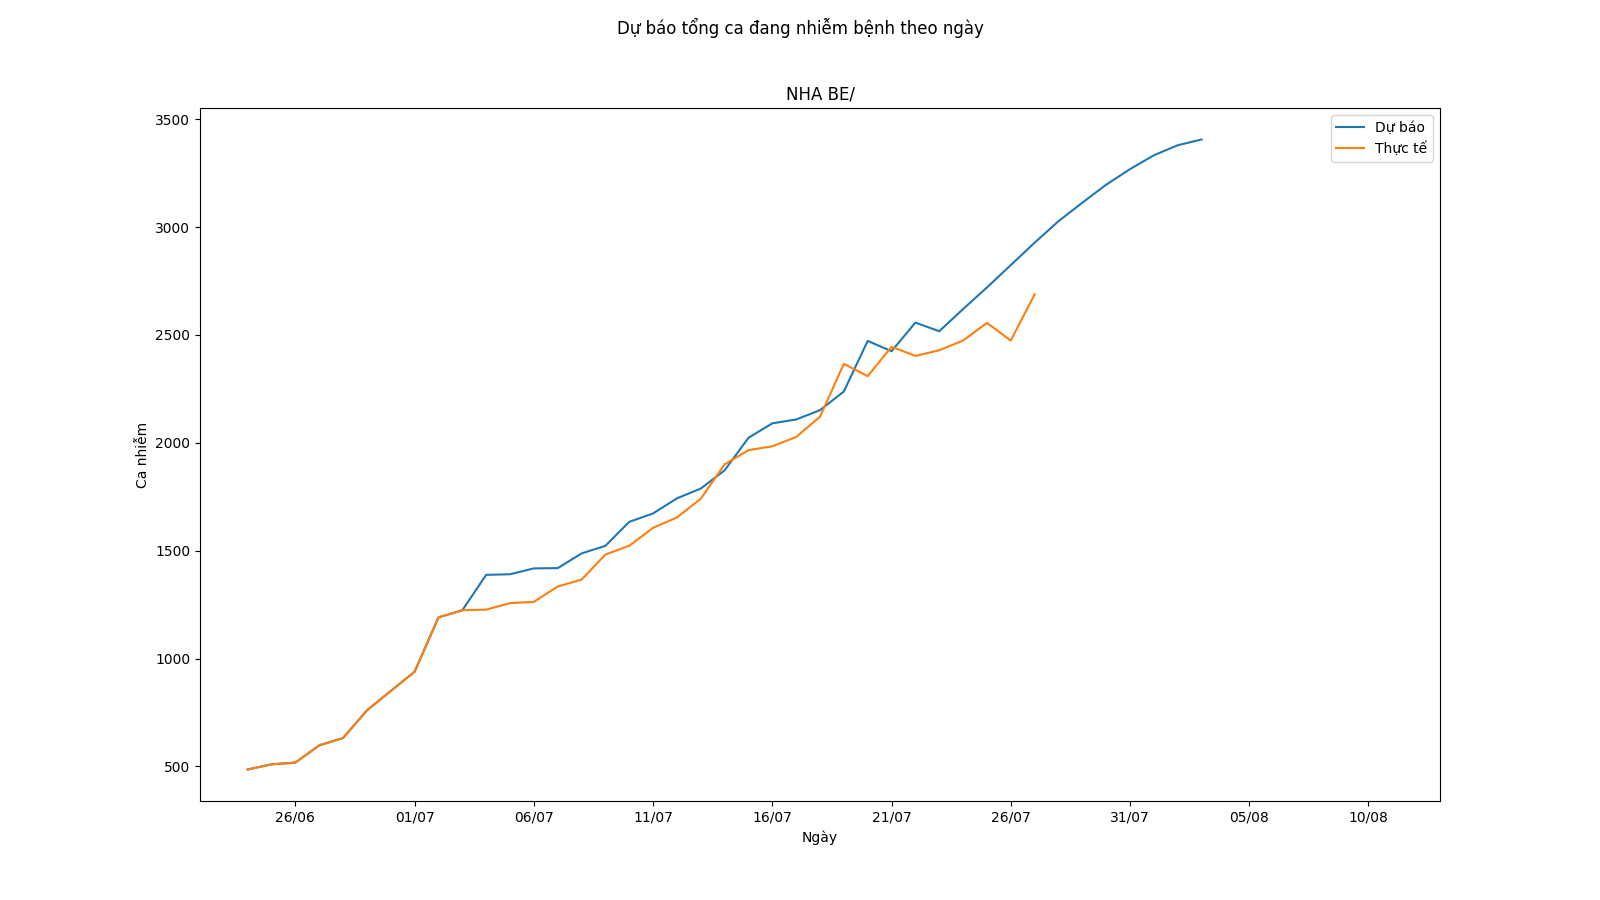 Dự báo tổng ca đang nhiễm bệnh theo ngày
NHA BE/
Dự báo
Thực tế
3500
3000
2500
2000
1500
1000
500
Ca nhiễm
26/06
01/07
06/07
11/07
16/07
21/07
26/07
31/07
05/08
10/08
Ngày